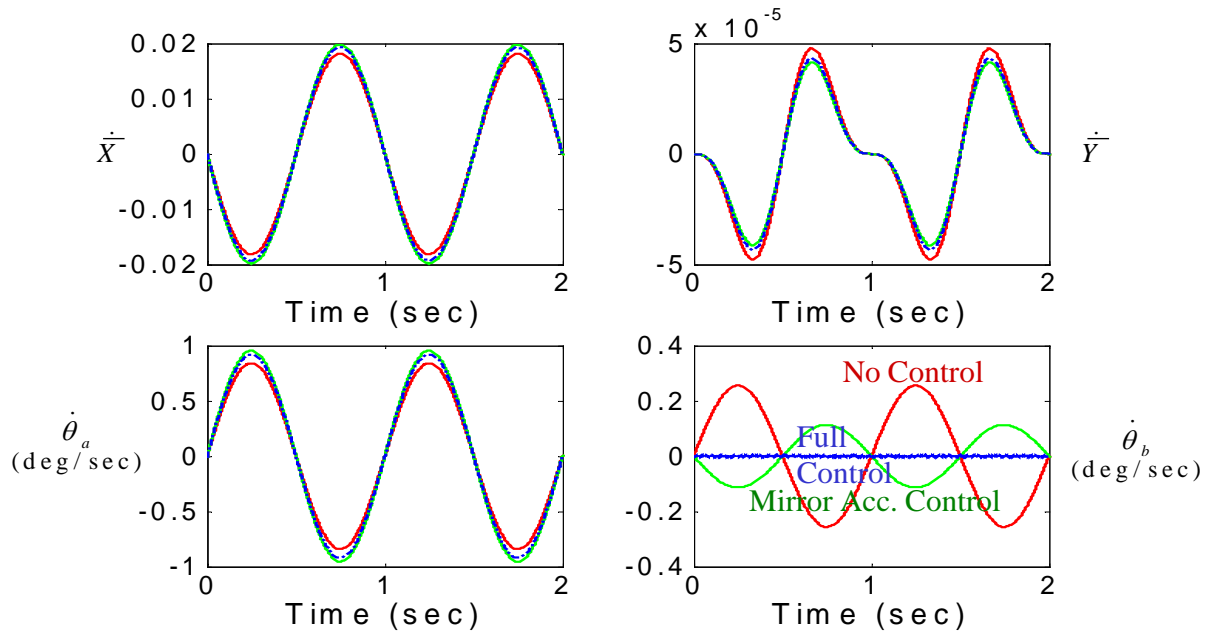 0.02
0.01
0
-0.01
-0.02
Ẋ
0 1 2
Time (sec)
x 10⁻⁵
5
0
-5
Ẏ
0 1 2
Time (sec)
1
0.5
0
-0.5
-1
θ̇ₐ
(deg/sec)
0 1 2
Time (sec)
0.4
0.2
0
-0.2
-0.4
No Control
Full
Control
Mirror Acc. Control
θ̇_b
(deg/sec)
0 1 2
Time (sec)